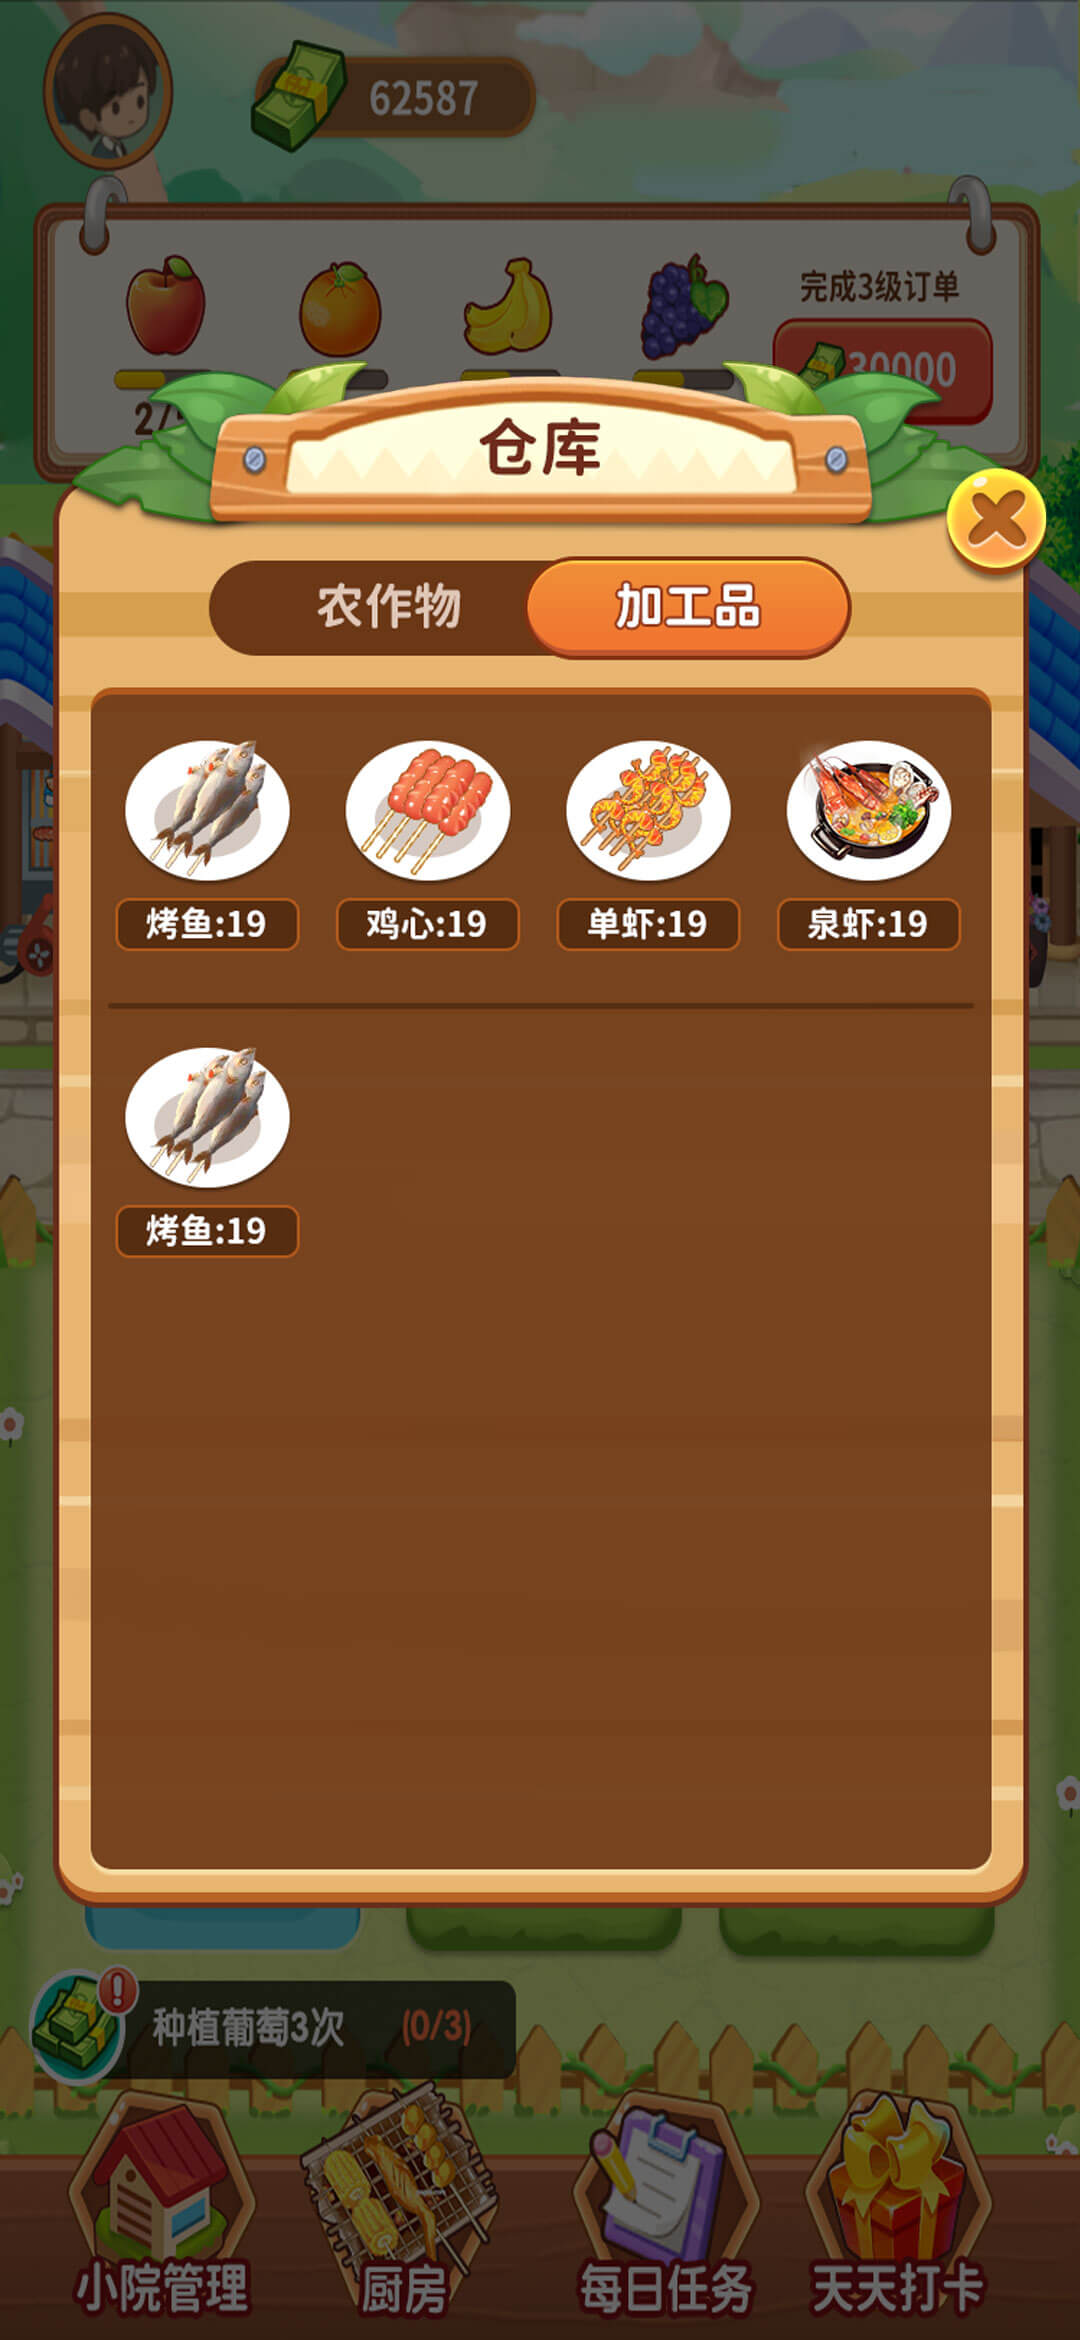 62587
完成3级订单
30000
2/
仓库
农作物
加工品
烤鱼:19
鸡心:19
单虾:19
泉虾:19
烤鱼:19
种植葡萄3次 (0/3)
小院管理
厨房
每日任务
天天打卡